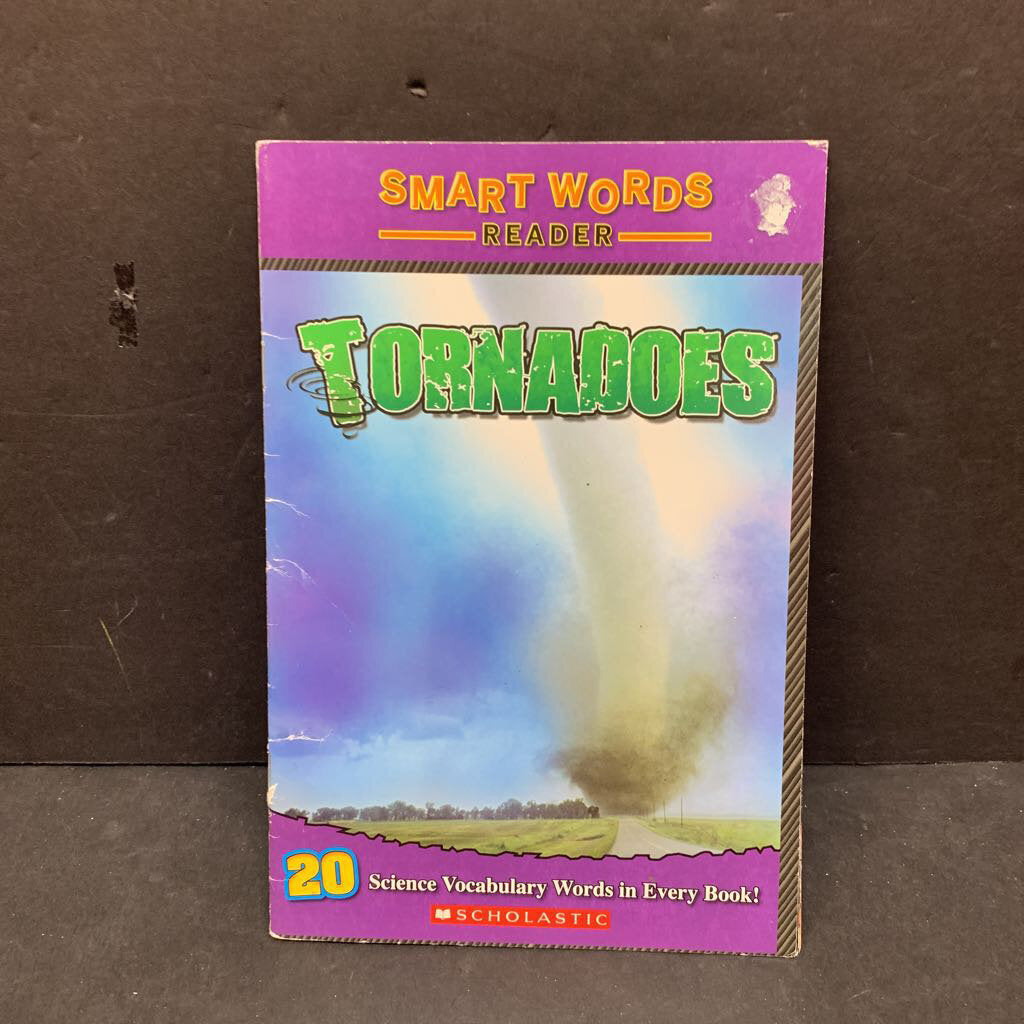 SMART WORDS
READER
TORNADOES
20 Science Vocabulary Words in Every Book!
SCHOLASTIC